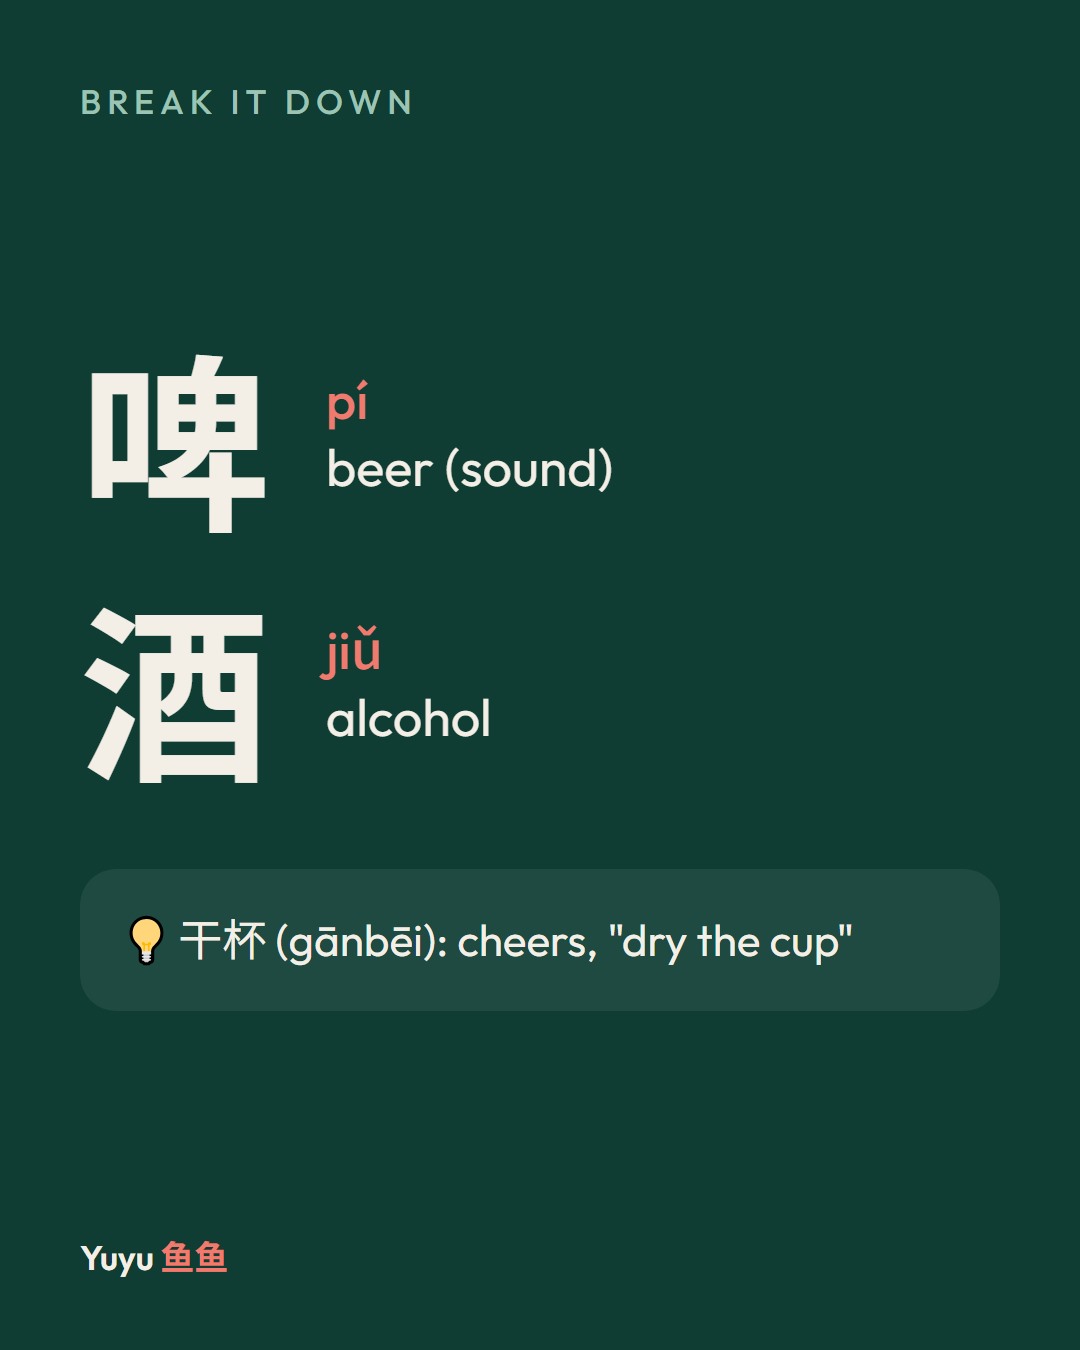 BREAK IT DOWN
啤
pí
beer (sound)
酒
jiǔ
alcohol
💡 干杯 (gānbēi): cheers, "dry the cup"
Yuyu 鱼鱼